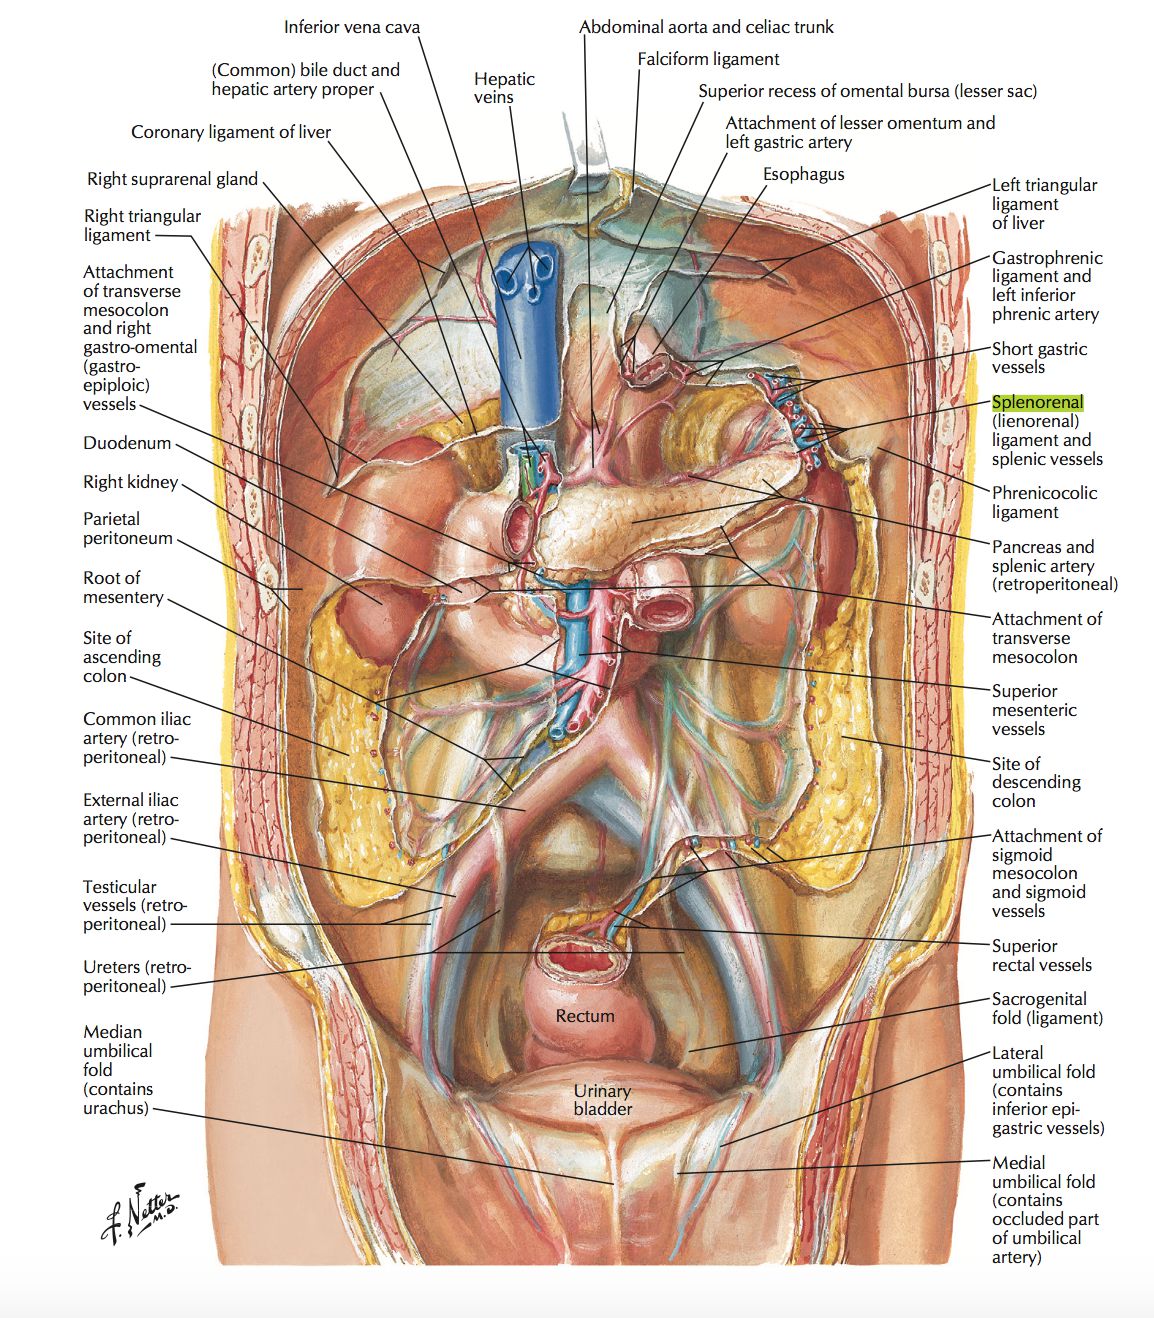 Inferior vena cava
Abdominal aorta and celiac trunk
(Common) bile duct and
hepatic artery proper
Hepatic
veins
Falciform ligament
Superior recess of omental bursa (lesser sac)
Coronary ligament of liver
Attachment of lesser omentum and
left gastric artery
Right suprarenal gland
Esophagus
Right triangular
ligament
Attachment
of transverse
mesocolon
and right
gastro-omental
(gastro-
epiploic)
vessels
Duodenum
Right kidney
Parietal
peritoneum
Root of
mesentery
Site of
ascending
colon
Common iliac
artery (retro-
peritoneal)
External iliac
artery (retro-
peritoneal)
Testicular
vessels (retro-
peritoneal)
Ureters (retro-
peritoneal)
Median
umbilical
fold
(contains
urachus)
Left triangular
ligament
of liver
Gastrophrenic
ligament and
left inferior
phrenic artery
Short gastric
vessels
Splenorenal
(lienorenal)
ligament and
splenic vessels
Phrenicocolic
ligament
Pancreas and
splenic artery
(retroperitoneal)
Attachment of
transverse
mesocolon
Superior
mesenteric
vessels
Site of
descending
colon
Attachment of
sigmoid
mesocolon
and sigmoid
vessels
Superior
rectal vessels
Sacrogenital
fold (ligament)
Lateral
umbilical fold
(contains
inferior epi-
gastric vessels)
Medial
umbilical fold
(contains
occluded part
of umbilical
artery)
Rectum
Urinary
bladder
F. Netter
M.D.